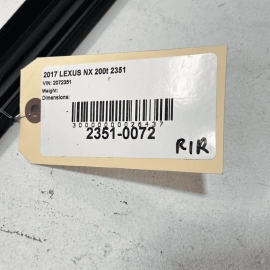 2017 LEXUS NX 200t 2351
VIN: 2072351
Weight:
Dimensions:
3000000026437
2351-0072
RIR